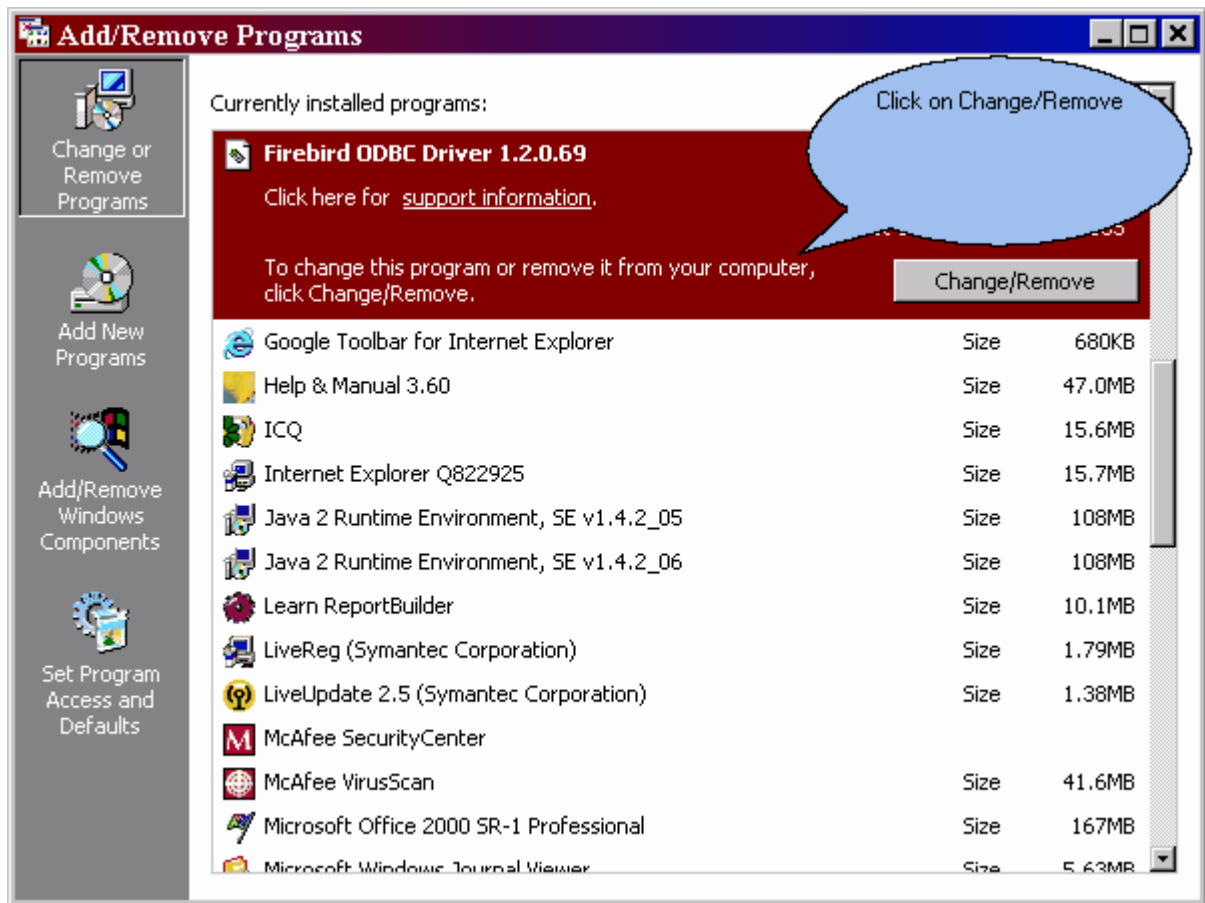 Add/Remove Programs
Change or
Remove
Programs
Add New
Programs
Add/Remove
Windows
Components
Set Program
Access and
Defaults
Currently installed programs:
Click on Change/Remove
Firebird ODBC Driver 1.2.0.69
Click here for support information.
To change this program or remove it from your computer,
click Change/Remove.
Change/Remove
Google Toolbar for Internet Explorer Size 680KB
Help & Manual 3.60 Size 47.0MB
ICQ Size 15.6MB
Internet Explorer Q822925 Size 15.7MB
Java 2 Runtime Environment, SE v1.4.2_05 Size 108MB
Java 2 Runtime Environment, SE v1.4.2_06 Size 108MB
Learn ReportBuilder Size 10.1MB
LiveReg (Symantec Corporation) Size 1.79MB
LiveUpdate 2.5 (Symantec Corporation) Size 1.38MB
McAfee SecurityCenter
McAfee VirusScan Size 41.6MB
Microsoft Office 2000 SR-1 Professional Size 167MB
Microsoft Windows Journal Viewer Size 5.63MB